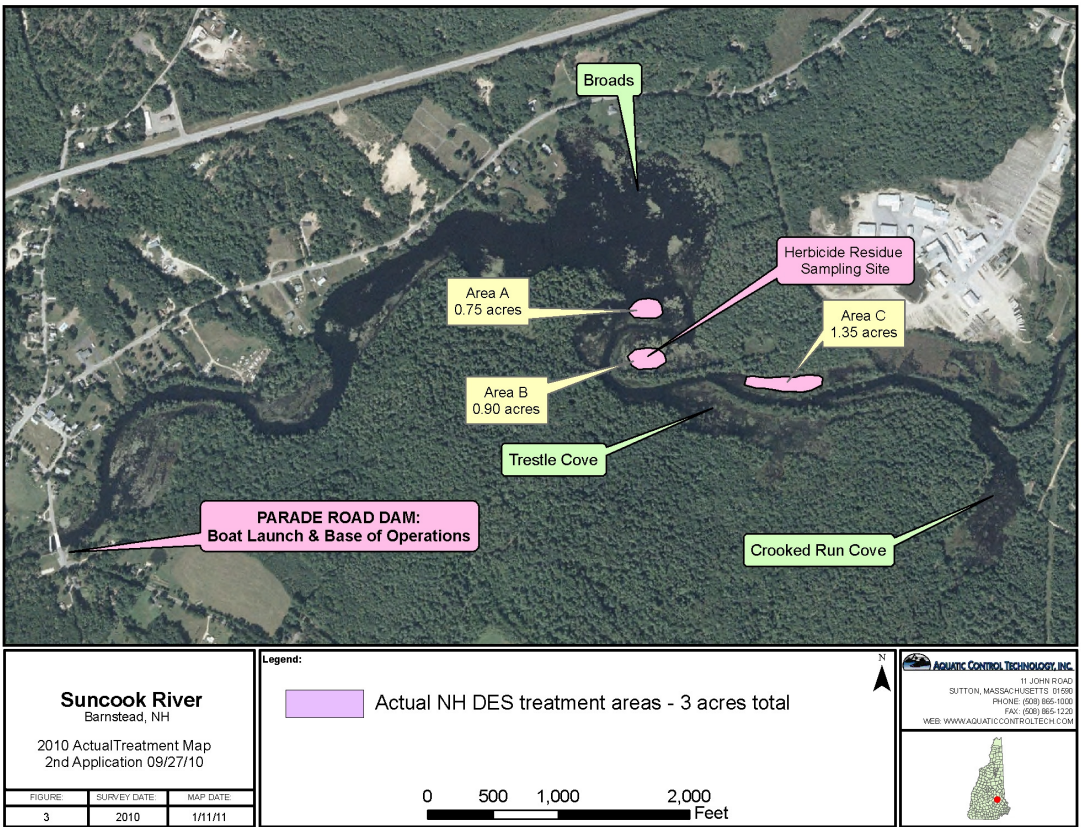 Broads
Herbicide Residue
Sampling Site
Area A
0.75 acres
Area C
1.35 acres
Area B
0.90 acres
Trestle Cove
PARADE ROAD DAM:
Boat Launch & Base of Operations
Crooked Run Cove
Suncook River
Barnstead, NH
2010 ActualTreatment Map
2nd Application 09/27/10
FIGURE:
SURVEY DATE:
MAP DATE:
3
2010
1/11/11
Legend:
Actual NH DES treatment areas - 3 acres total
0 500 1,000 2,000
Feet
N
AQUATIC CONTROL TECHNOLOGY, INC.
11 JOHN ROAD
SUTTON, MASSACHUSETTS 01590
PHONE: (508) 865-1000
FAX: (508) 865-1220
WEB: WWW.AQUATICCONTROLTECH.COM